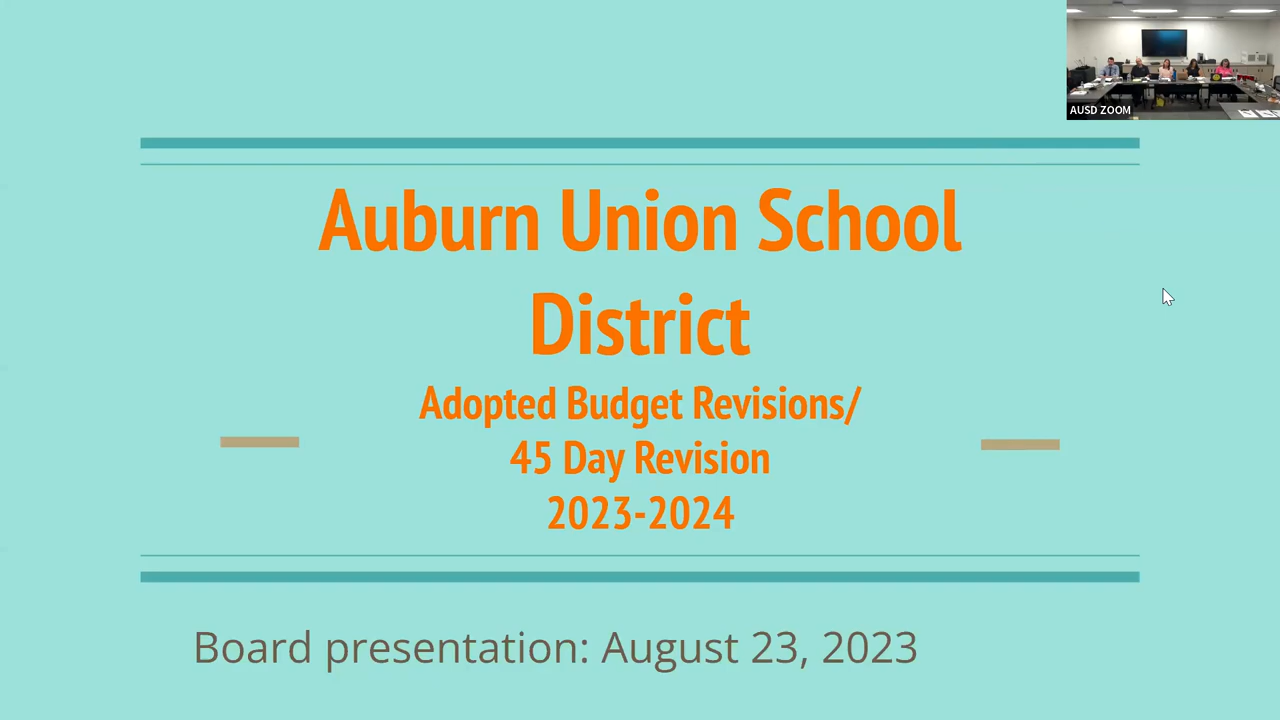 AUSD ZOOM
Auburn Union School
District
Adopted Budget Revisions/
45 Day Revision
2023-2024
Board presentation: August 23, 2023